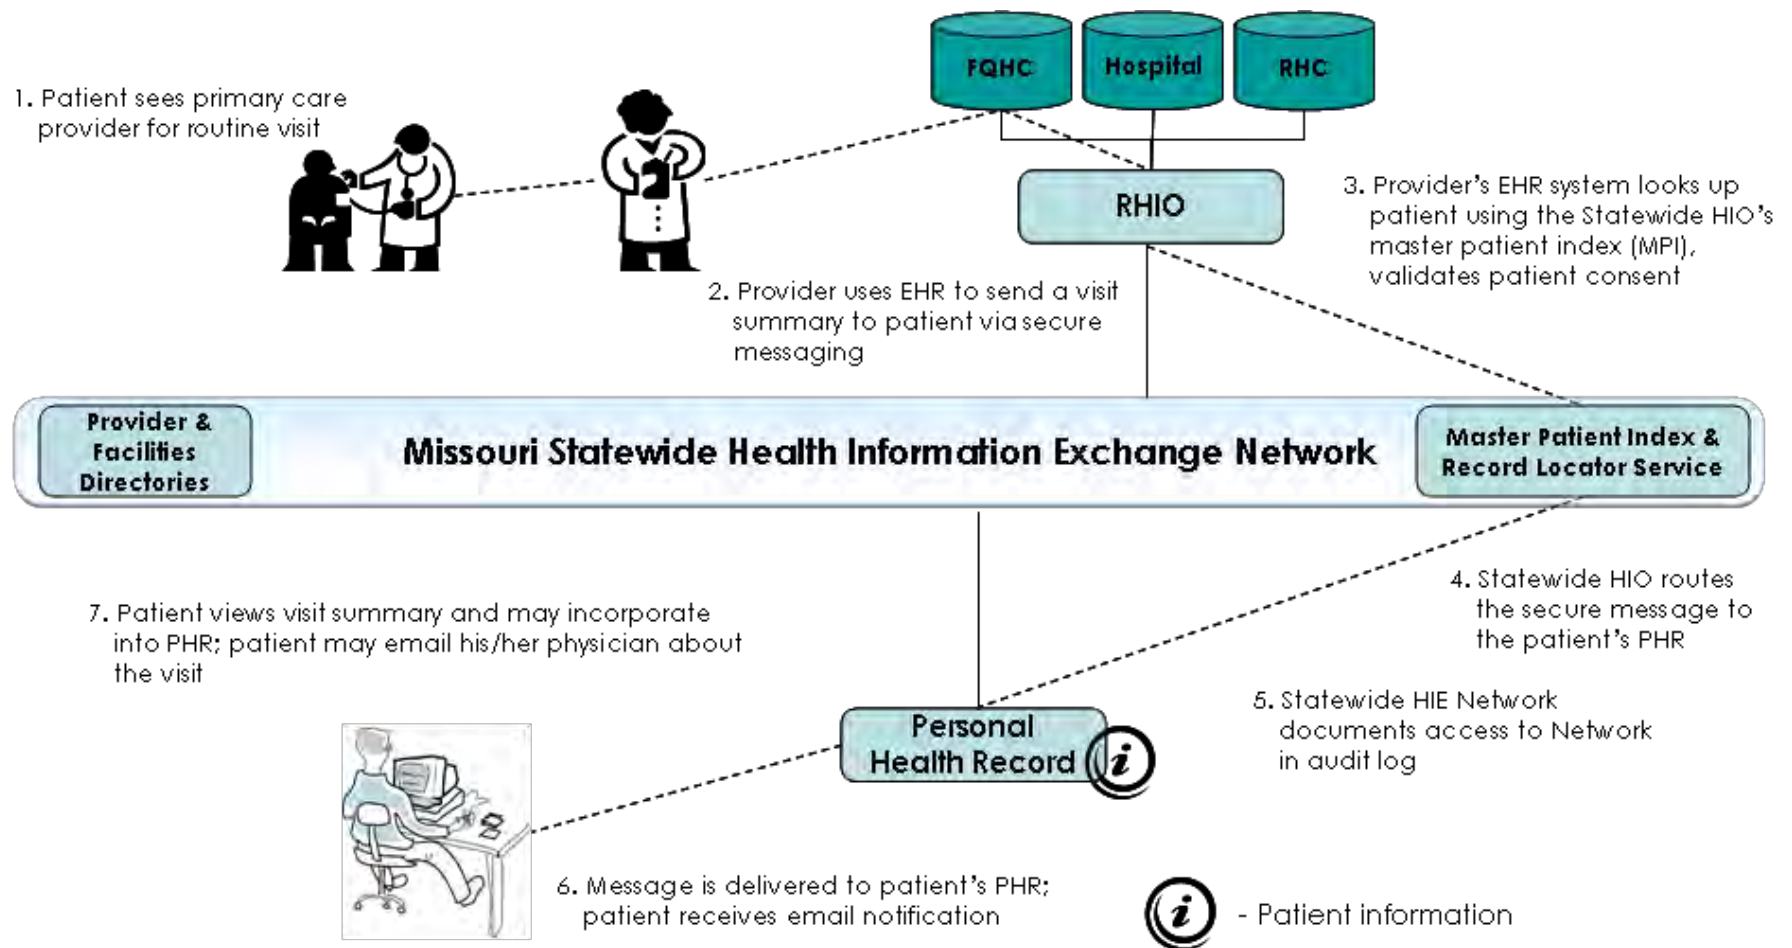 FQHC
Hospital
RHC
1. Patient sees primary care
provider for routine visit
RHIO
3. Provider's EHR system looks up
patient using the Statewide HIO's
master patient index (MPI),
validates patient consent
2. Provider uses EHR to send a visit
summary to patient via secure
messaging
Provider &
Facilities
Directories
Missouri Statewide Health Information Exchange Network
Master Patient Index &
Record Locator Service
4. Statewide HIO routes
the secure message to
the patient's PHR
7. Patient views visit summary and may incorporate
into PHR; patient may email his/her physician about
the visit
5. Statewide HIE Network
documents access to Network
in audit log
Personal
Health Record
i
6. Message is delivered to patient's PHR;
patient receives email notification
i - Patient information